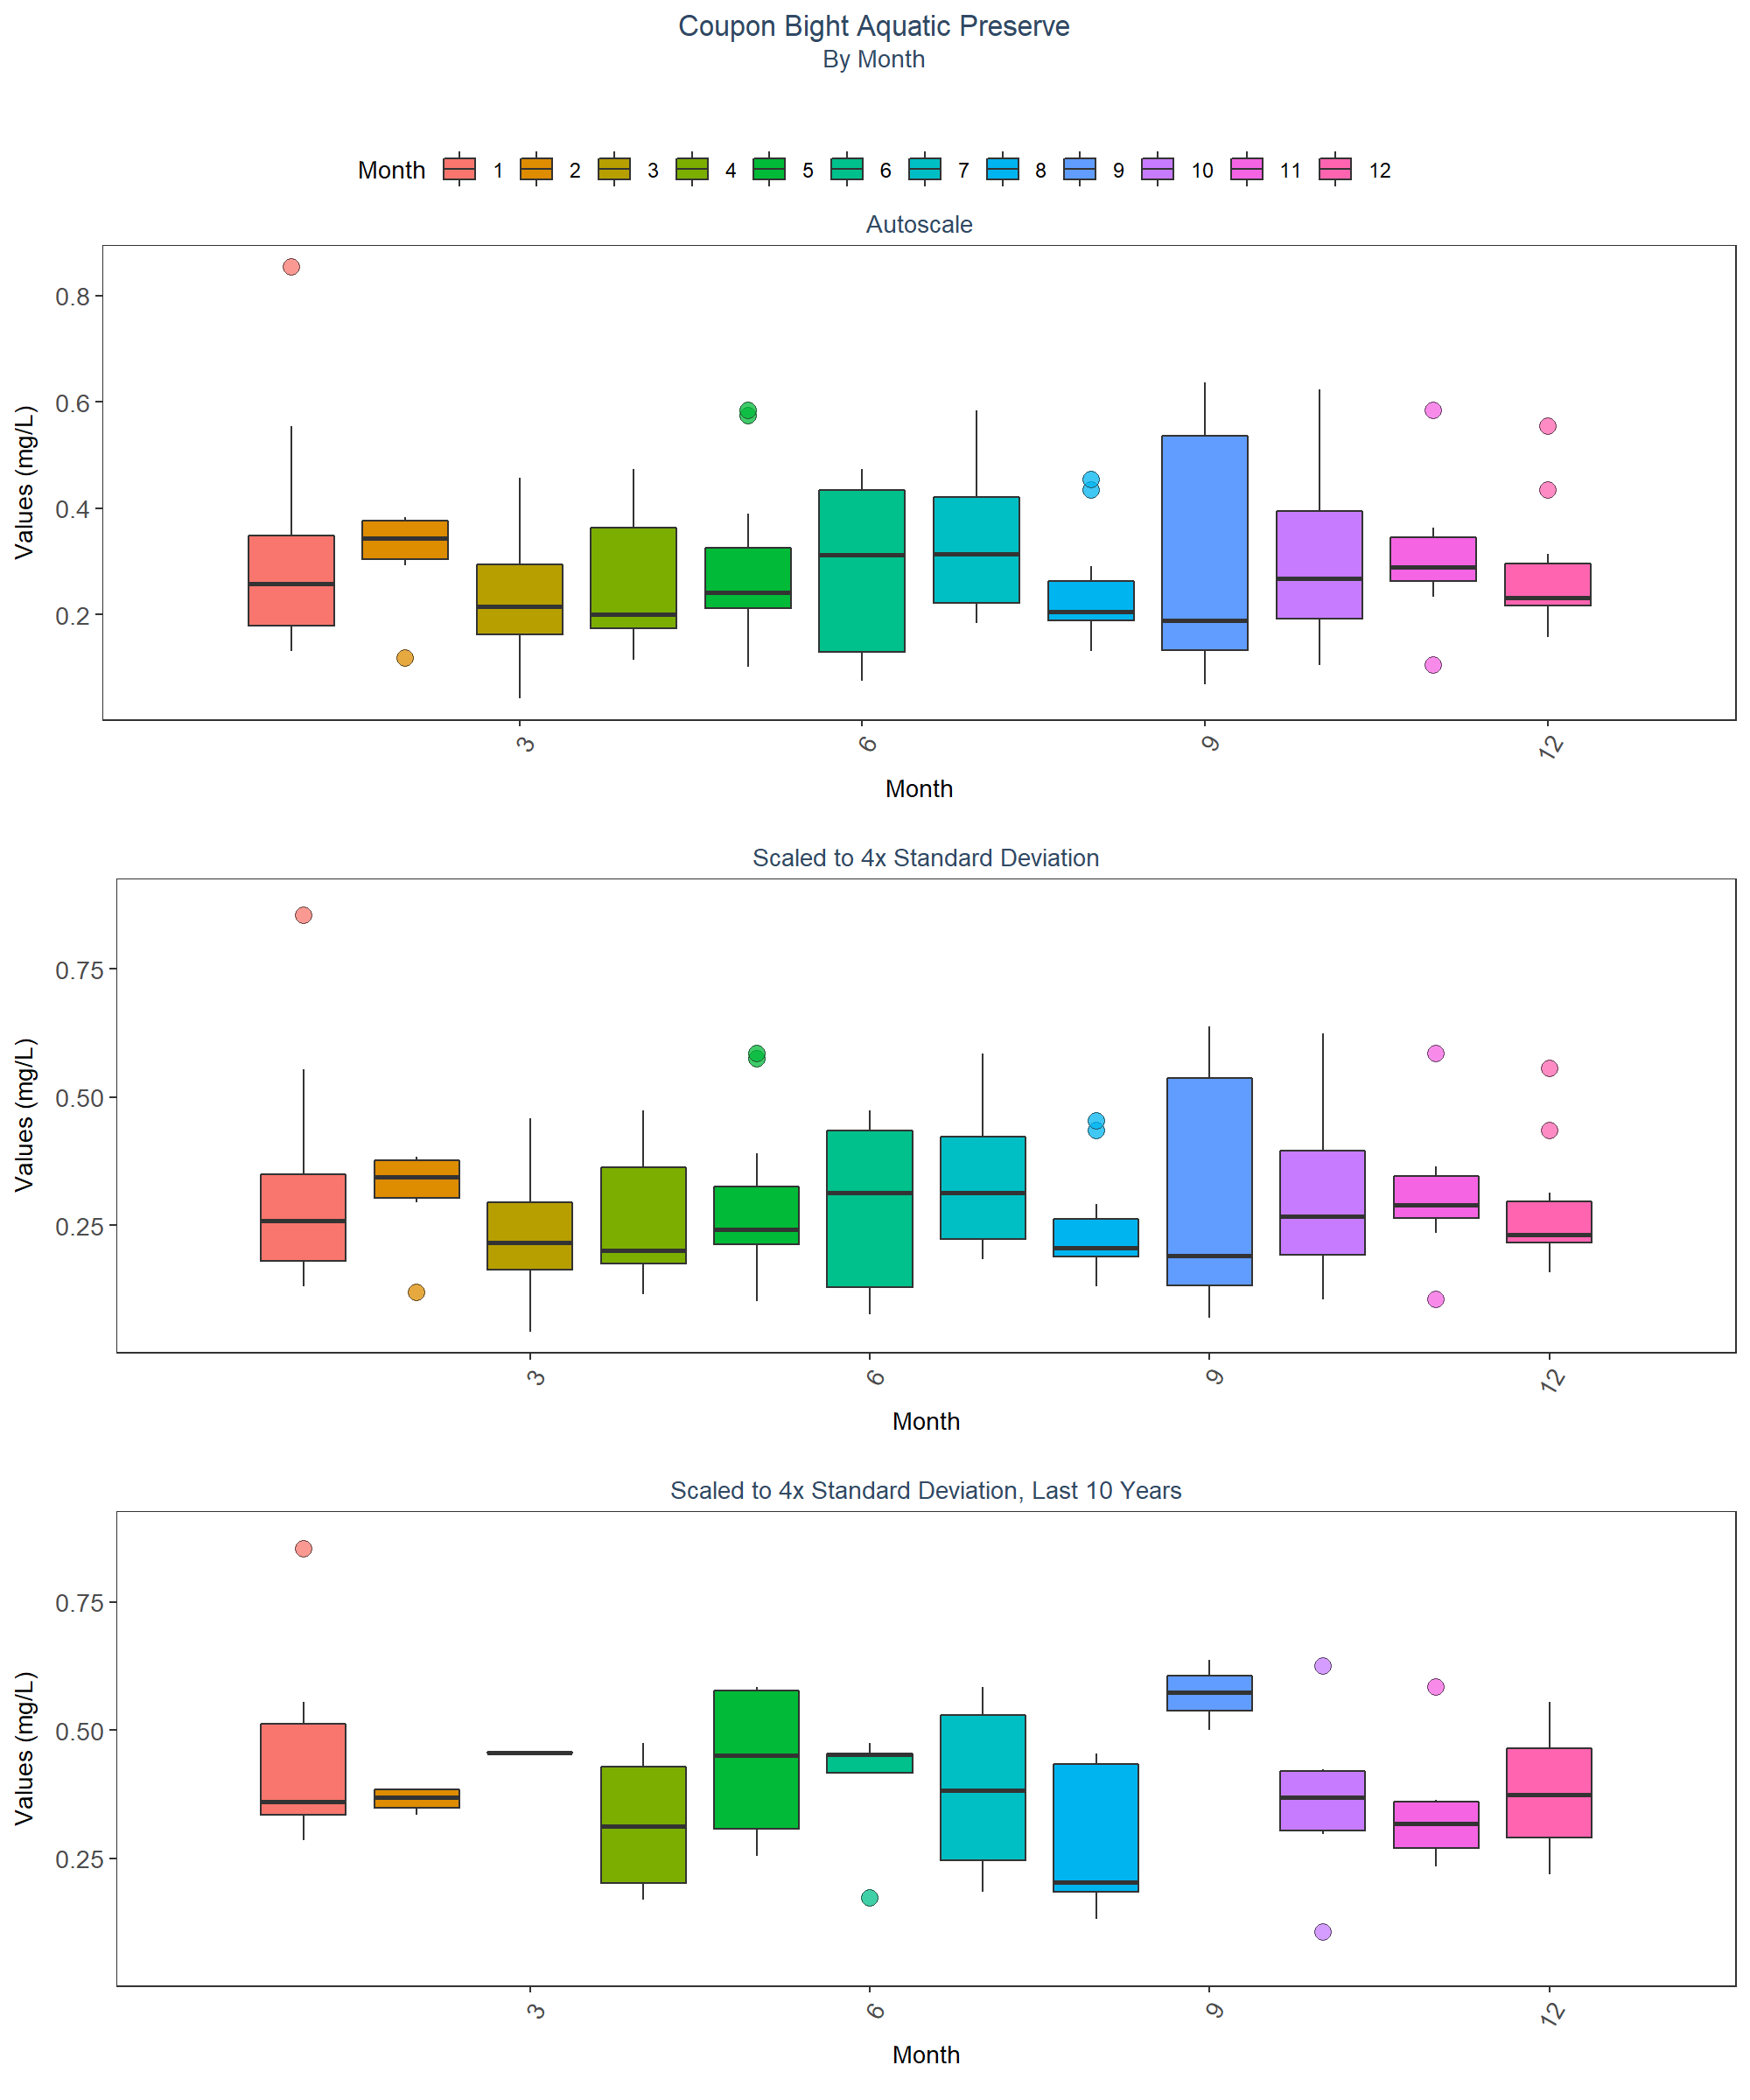 Coupon Bight Aquatic Preserve
By Month
Month 1 2 3 4 5 6 7 8 9 10 11 12
Autoscale
Values (mg/L)
0.8
0.6
0.4
0.2
3 6 9 12
Month
Scaled to 4x Standard Deviation
Values (mg/L)
0.75
0.50
0.25
3 6 9 12
Month
Scaled to 4x Standard Deviation, Last 10 Years
Values (mg/L)
0.75
0.50
0.25
3 6 9 12
Month